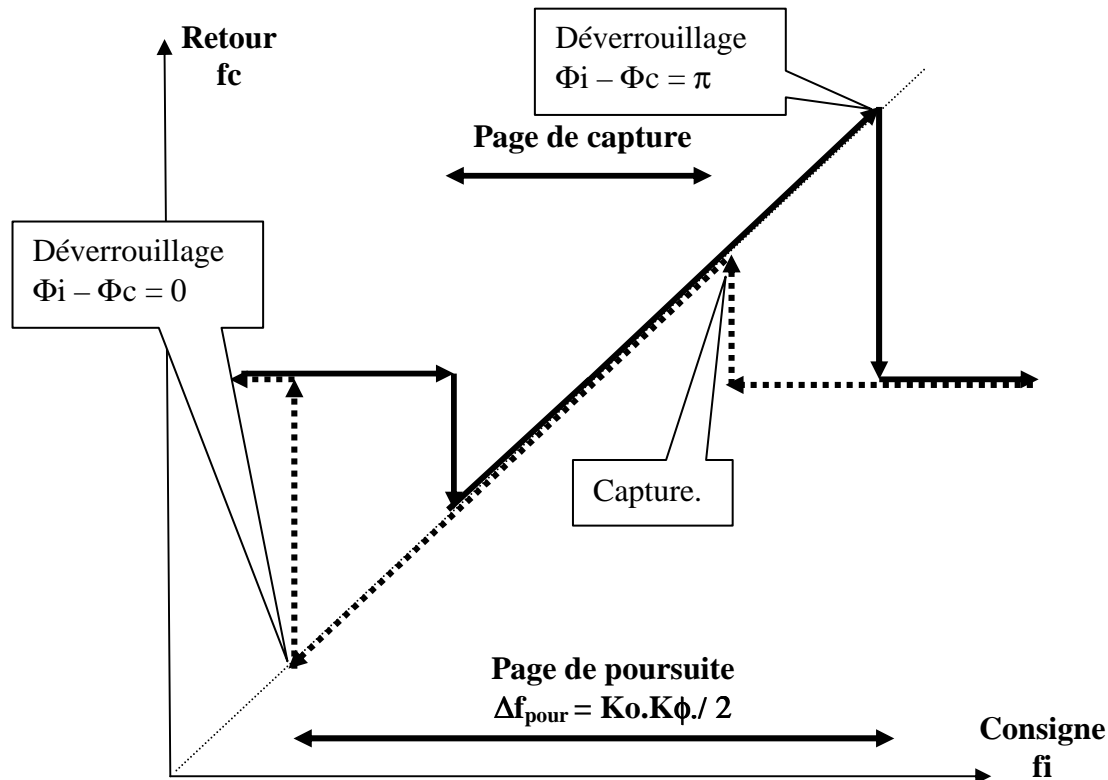 Retour
fc
Déverrouillage
Φi – Φc = π
Page de capture
Déverrouillage
Φi – Φc = 0
Capture.
Page de poursuite
Δfpour = Ko.Kϕ./ 2
Consigne
fi